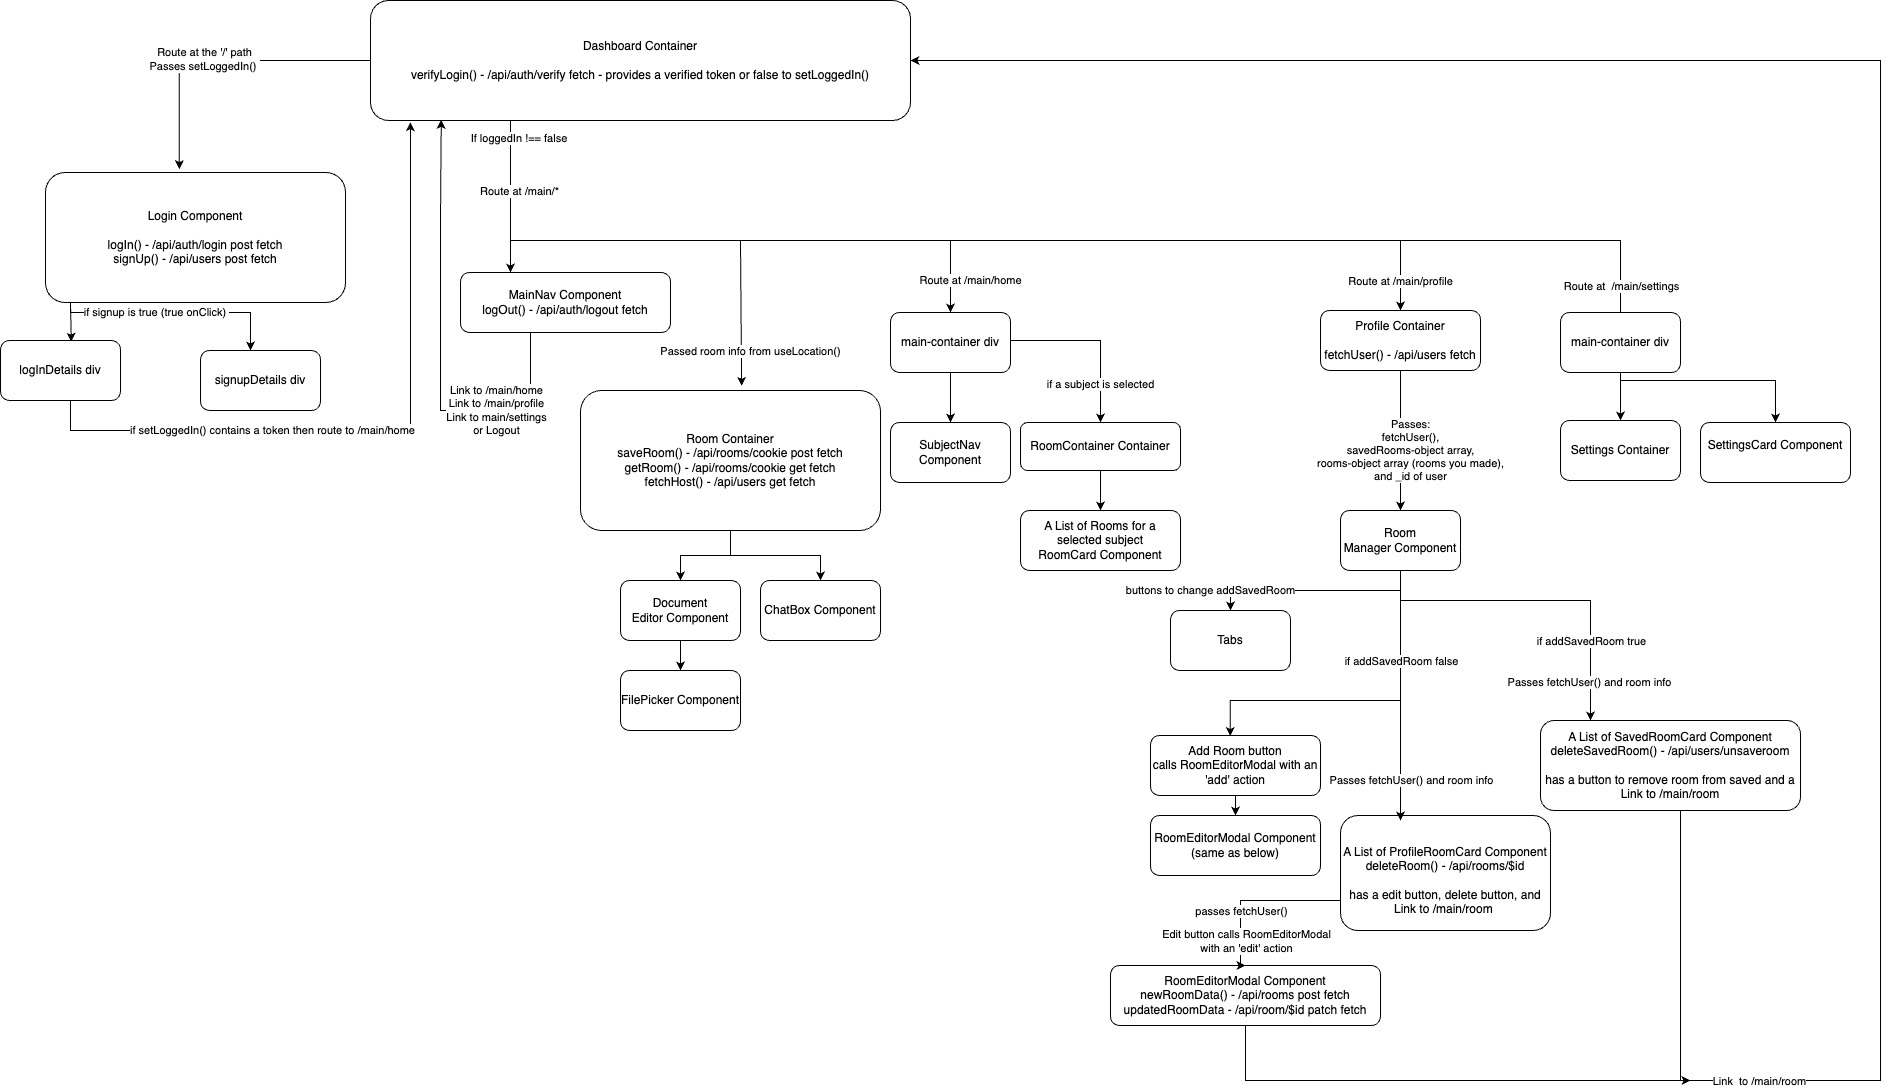 Dashboard Container
verifyLogin() - /api/auth/verify fetch - provides a verified token or false to setLoggedIn()
Route at the '/' path
Passes setLoggedIn()
If loggedIn !== false
Route at /main/*
Login Component
logIn() - /api/auth/login post fetch
signUp() - /api/users post fetch
if signup is true (true onClick)
logInDetails div
signupDetails div
if setLoggedIn() contains a token then route to /main/home
MainNav Component
logOut() - /api/auth/logout fetch
Link to /main/home
Link to /main/profile
Link to main/settings
or Logout
Passed room info from useLocation()
Room Container
saveRoom() - /api/rooms/cookie post fetch
getRoom() - /api/rooms/cookie get fetch
fetchHost() - /api/users get fetch
Document
Editor Component
ChatBox Component
FilePicker Component
Route at /main/home
main-container div
if a subject is selected
SubjectNav
Component
RoomContainer Container
A List of Rooms for a
selected subject
RoomCard Component
Route at /main/profile
Profile Container
fetchUser() - /api/users fetch
Passes:
fetchUser(),
savedRooms-object array,
rooms-object array (rooms you made),
and _id of user
Room
Manager Component
Route at  /main/settings
main-container div
Settings Container
SettingsCard Component
buttons to change addSavedRoom
Tabs
if addSavedRoom false
if addSavedRoom true
Passes fetchUser() and room info
A List of SavedRoomCard Component
deleteSavedRoom() - /api/users/unsaveroom
has a button to remove room from saved and a
Link to /main/room
Add Room button
calls RoomEditorModal with an
'add' action
Passes fetchUser() and room info
RoomEditorModal Component
(same as below)
A List of ProfileRoomCard Component
deleteRoom() - /api/rooms/$id
has a edit button, delete button, and
Link to /main/room
passes fetchUser()
Edit button calls RoomEditorModal
with an 'edit' action
RoomEditorModal Component
newRoomData() - /api/rooms post fetch
updatedRoomData - /api/room/$id patch fetch
Link  to /main/room